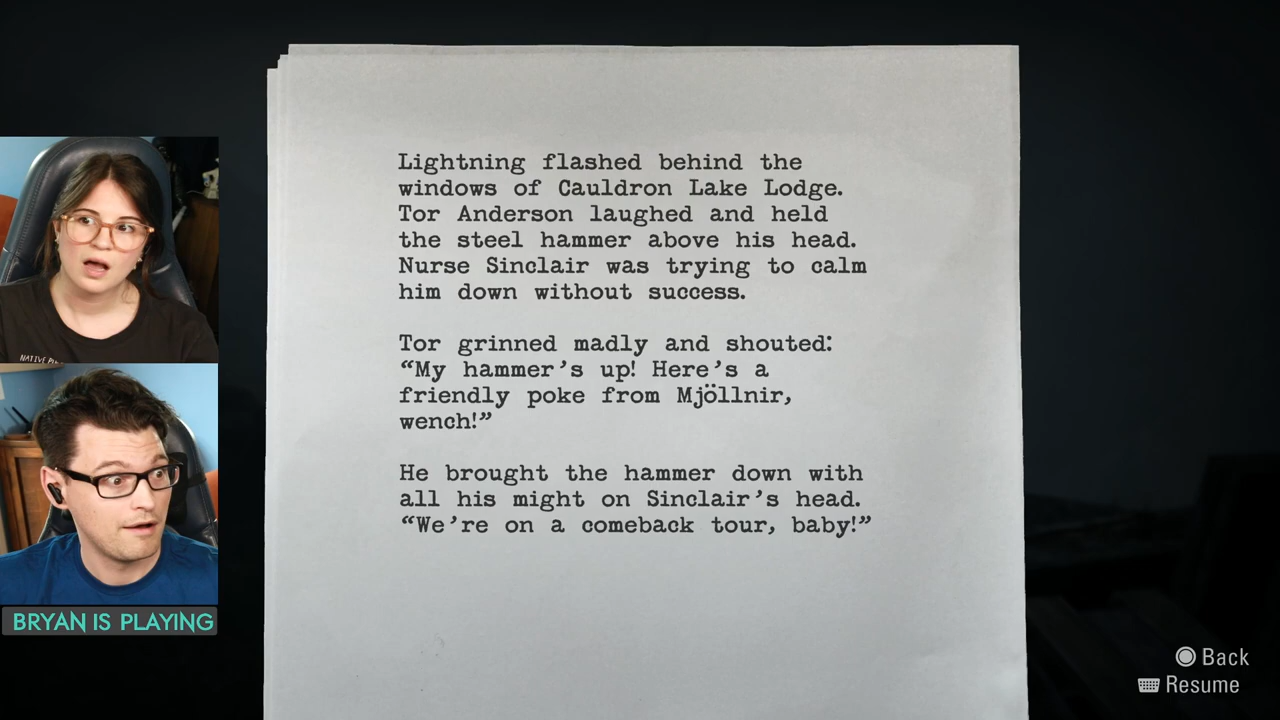 Lightning flashed behind the
windows of Cauldron Lake Lodge.
Tor Anderson laughed and held
the steel hammer above his head.
Nurse Sinclair was trying to calm
him down without success.
Tor grinned madly and shouted:
“My hammer’s up! Here’s a
friendly poke from Mjöllnir,
wench!”
He brought the hammer down with
all his might on Sinclair’s head.
“We’re on a comeback tour, baby!”
NATIVE
BRYAN IS PLAYING
Back
Resume